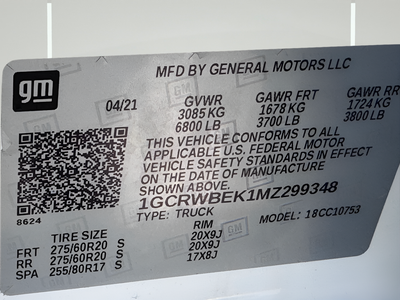 gm
MFD BY GENERAL MOTORS LLC
04/21 GVWR GAWR FRT GAWR RR
3085 KG 1678 KG 1724 KG
6800 LB 3700 LB 3800 LB
THIS VEHICLE CONFORMS TO ALL
APPLICABLE U.S. FEDERAL MOTOR
VEHICLE SAFETY STANDARDS IN EFFECT
ON THE DATE OF MANUFACTURE
SHOWN ABOVE.
1GCRWBEK1MZ299348
8624
TYPE: TRUCK MODEL: 18CC10753
TIRE SIZE RIM
FRT 275/60R20 S 20X9J
RR 275/60R20 S 20X9J
SPA 255/80R17 S 17X8J